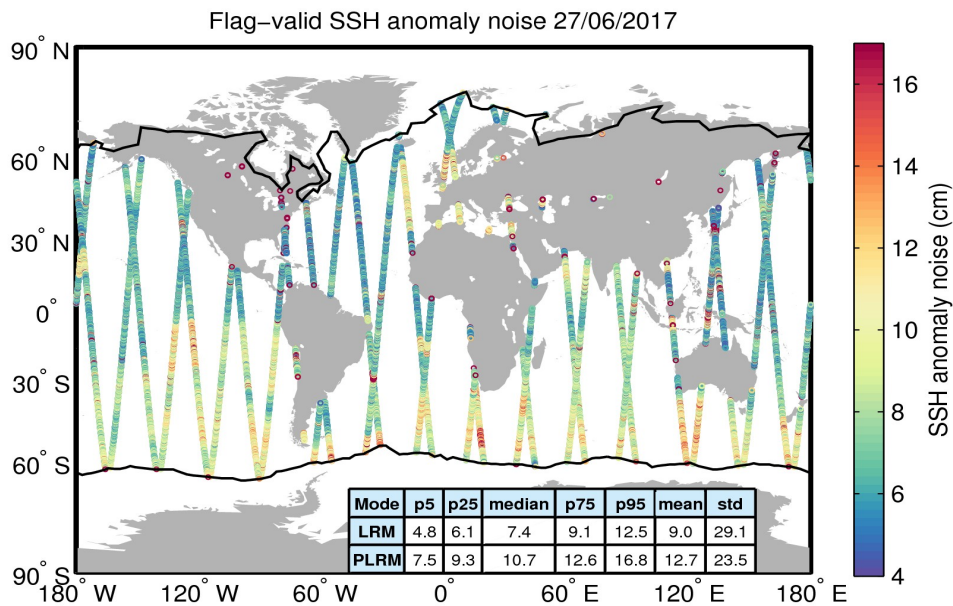 Flag−valid SSH anomaly noise 27/06/2017
90° N
60° N
30° N
0°
30° S
60° S
90° S
180° W
120° W
60° W
0°
60° E
120° E
180° E
Mode p5 p25 median p75 p95 mean std
LRM 4.8 6.1 7.4 9.1 12.5 9.0 29.1
PLRM 7.5 9.3 10.7 12.6 16.8 12.7 23.5
16
14
12
10
8
6
4
SSH anomaly noise (cm)